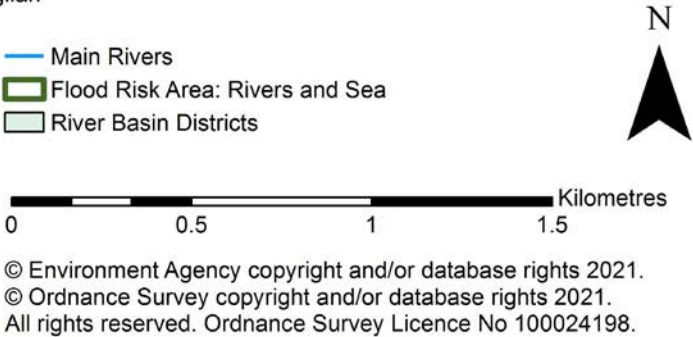 N
Main Rivers
Flood Risk Area: Rivers and Sea
River Basin Districts
Kilometres
0 0.5 1 1.5
© Environment Agency copyright and/or database rights 2021.
© Ordnance Survey copyright and/or database rights 2021.
All rights reserved. Ordnance Survey Licence No 100024198.